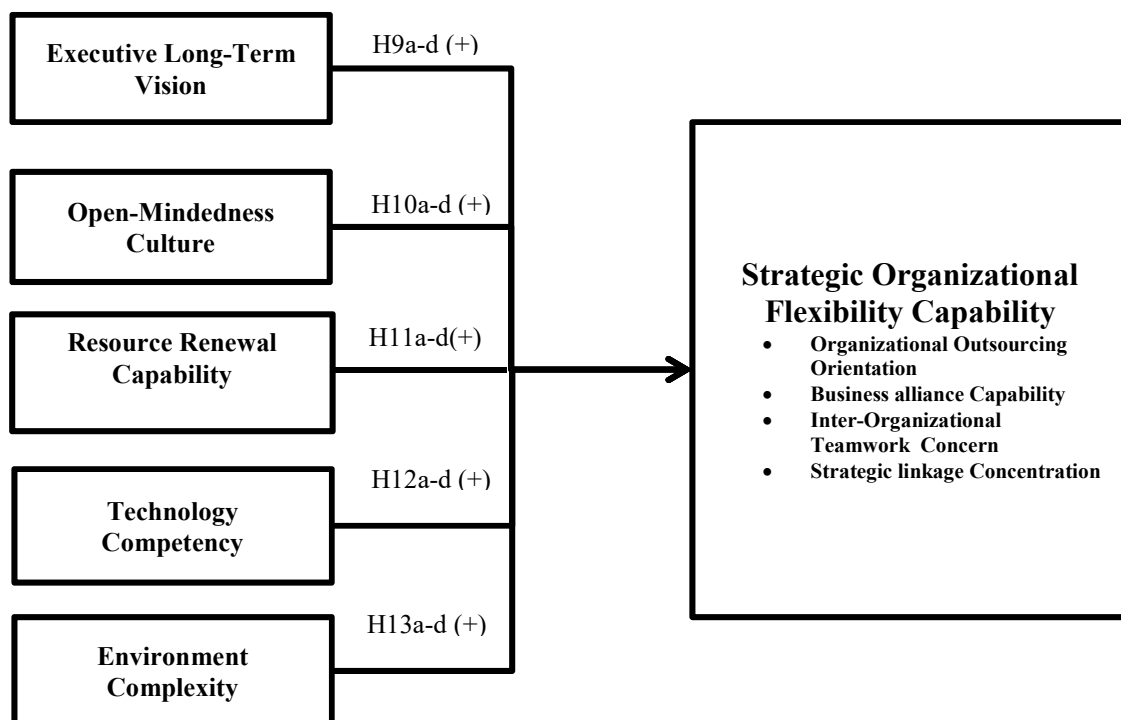 Executive Long-Term
Vision
H9a-d (+)
Open-Mindedness
Culture
H10a-d (+)
Resource Renewal
Capability
H11a-d(+)
Technology
Competency
H12a-d (+)
Environment
Complexity
H13a-d (+)
Strategic Organizational
Flexibility Capability
• Organizational Outsourcing
Orientation
• Business alliance Capability
• Inter-Organizational
Teamwork Concern
• Strategic linkage Concentration